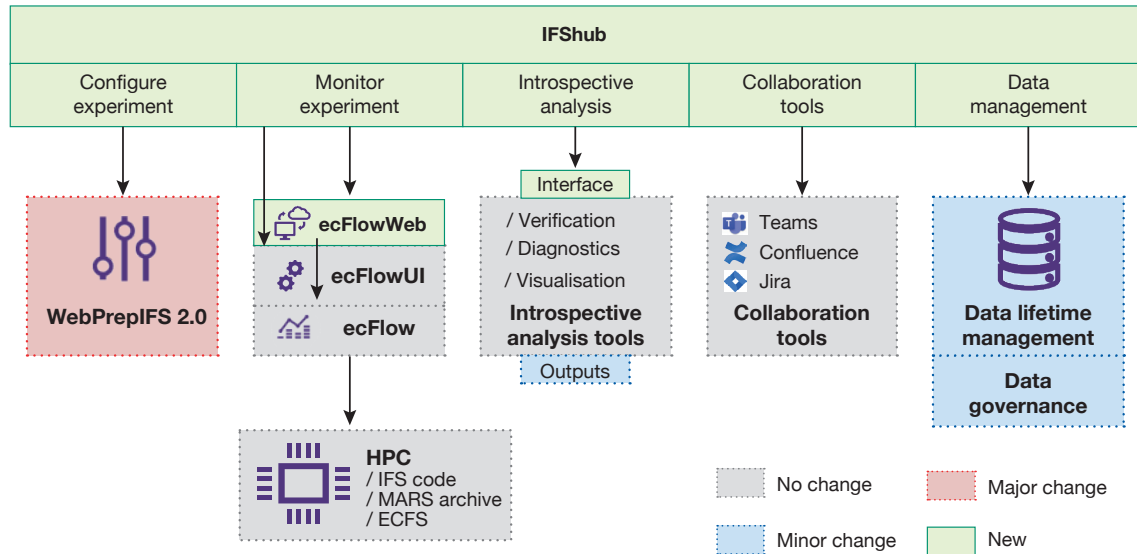 IFShub
Configure
experiment
Monitor
experiment
Introspective
analysis
Collaboration
tools
Data
management
WebPrepIFS 2.0
ecFlowWeb
ecFlowUI
ecFlow
Interface
/ Verification
/ Diagnostics
/ Visualisation
Introspective
analysis tools
Outputs
Teams
Confluence
Jira
Collaboration
tools
Data lifetime
management
Data
governance
HPC
/ IFS code
/ MARS archive
/ ECFS
No change
Major change
Minor change
New